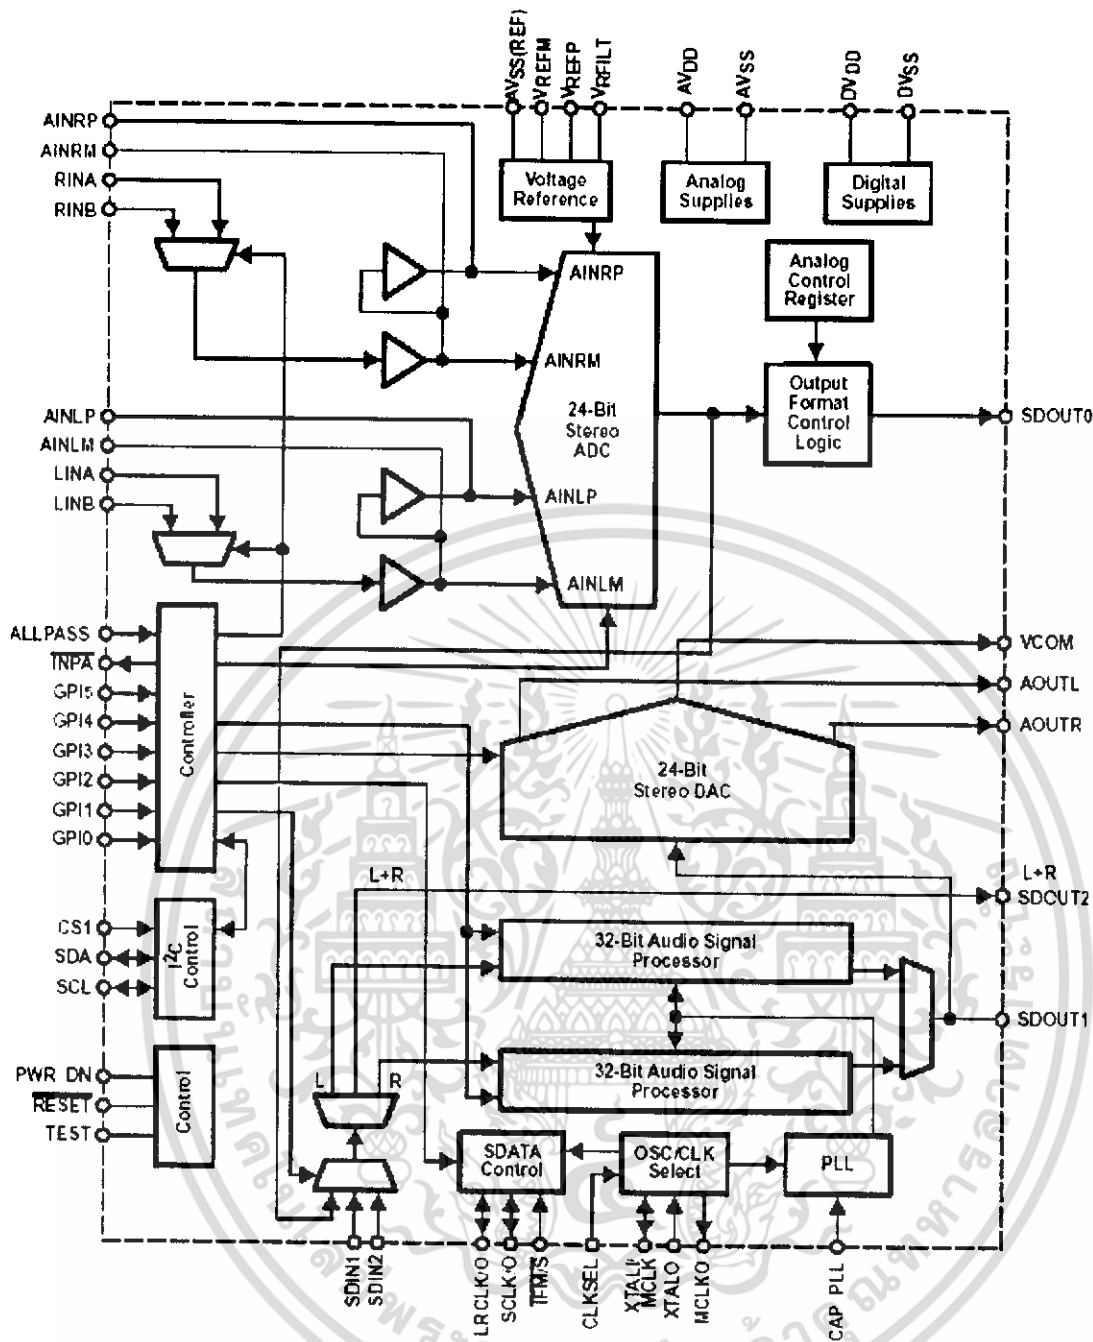 AVSS(REF)
VREFM
VREFP
VRFILT
AVDD
AVSS
DVDD
DVSS
AINRP
AINRM
RINA
RINB
Voltage
Reference
Analog
Supplies
Digital
Supplies
AINRP
AINRM
24-Bit
Stereo
ADC
AINLP
AINLM
Analog
Control
Register
Output
Format
Control
Logic
SDOUT0
AINLP
AINLM
LINA
LINB
ALLPASS
INPA
GPI5
GPI4
GPI3
GPI2
GPI1
GPI0
Controller
VCOM
AOUTL
AOUTR
24-Bit
Stereo DAC
L+R
L+R
SDOUT2
CS1
SDA
SCL
I2C
Control
32-Bit Audio Signal
Processor
SDOUT1
32-Bit Audio Signal
Processor
PWR DN
RESET
TEST
Control
L
R
SDATA
Control
OSC/CLK
Select
PLL
SDIN1
SDIN2
LRCLK/O
SCLK/O
IFM/S
CLKSEL
XTALI/
MCLK
XTALO
MCLKO
CAP PLL